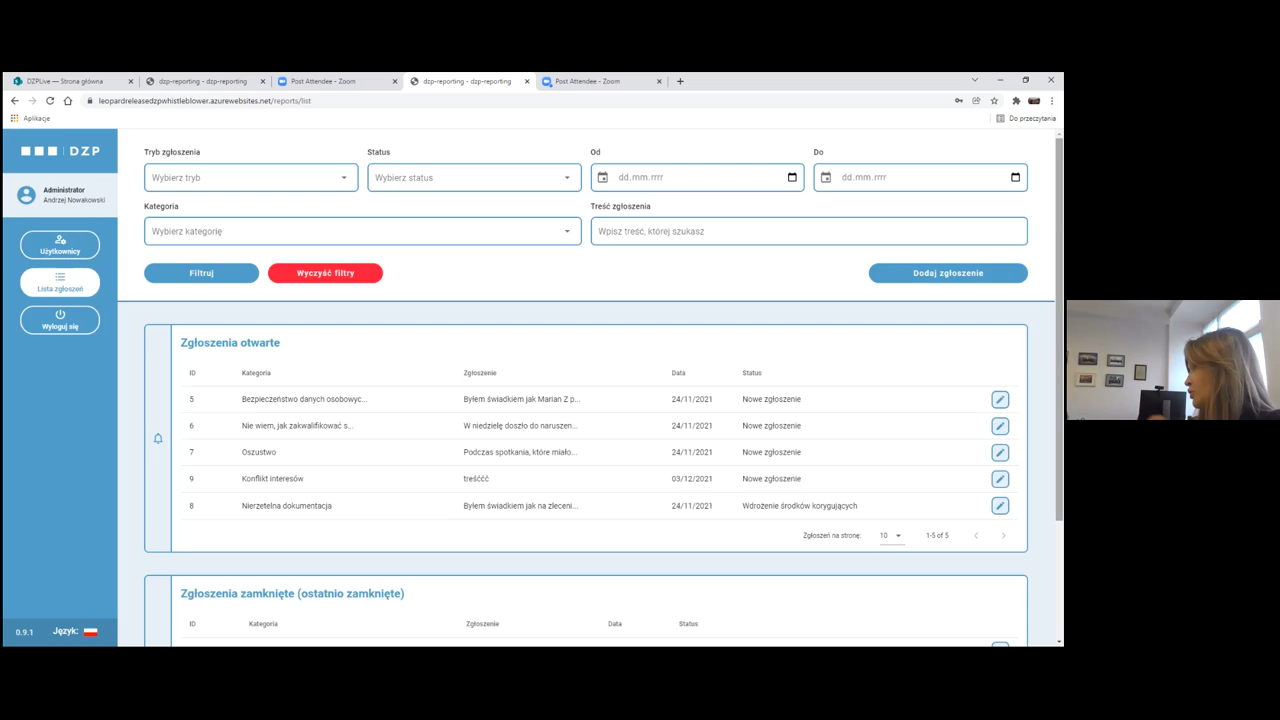 DZPLive — Strona główna
dzp-reporting - dzp-reporting
Post Attendee - Zoom
dzp-reporting - dzp-reporting
Post Attendee - Zoom
leopardreleasedzpwhistleblower.azurewebsites.net/reports/list
Aplikacje
Do przeczytania
DZP
Administrator
Andrzej Nowakowski
Użytkownicy
Lista zgłoszeń
Wyloguj się
0.9.1 Język:
Tryb zgłoszenia Status Od Do
Wybierz tryb Wybierz status dd.mm.rrrr dd.mm.rrrr
Kategoria Treść zgłoszenia
Wybierz kategorię Wpisz treść, której szukasz
Filtruj Wyczyść filtry Dodaj zgłoszenie
Zgłoszenia otwarte
ID Kategoria Zgłoszenie Data Status
5 Bezpieczeństwo danych osobowyc... Byłem świadkiem jak Marian Z p... 24/11/2021 Nowe zgłoszenie
6 Nie wiem, jak zakwalifikować s... W niedzielę doszło do naruszen... 24/11/2021 Nowe zgłoszenie
7 Oszustwo Podczas spotkania, które miało... 24/11/2021 Nowe zgłoszenie
9 Konflikt interesów treśććć 03/12/2021 Nowe zgłoszenie
8 Nierzetelna dokumentacja Byłem świadkiem jak na zleceni... 24/11/2021 Wdrożenie środków korygujących
Zgłoszeń na stronę: 10 1-5 of 5
Zgłoszenia zamknięte (ostatnio zamknięte)
ID Kategoria Zgłoszenie Data Status